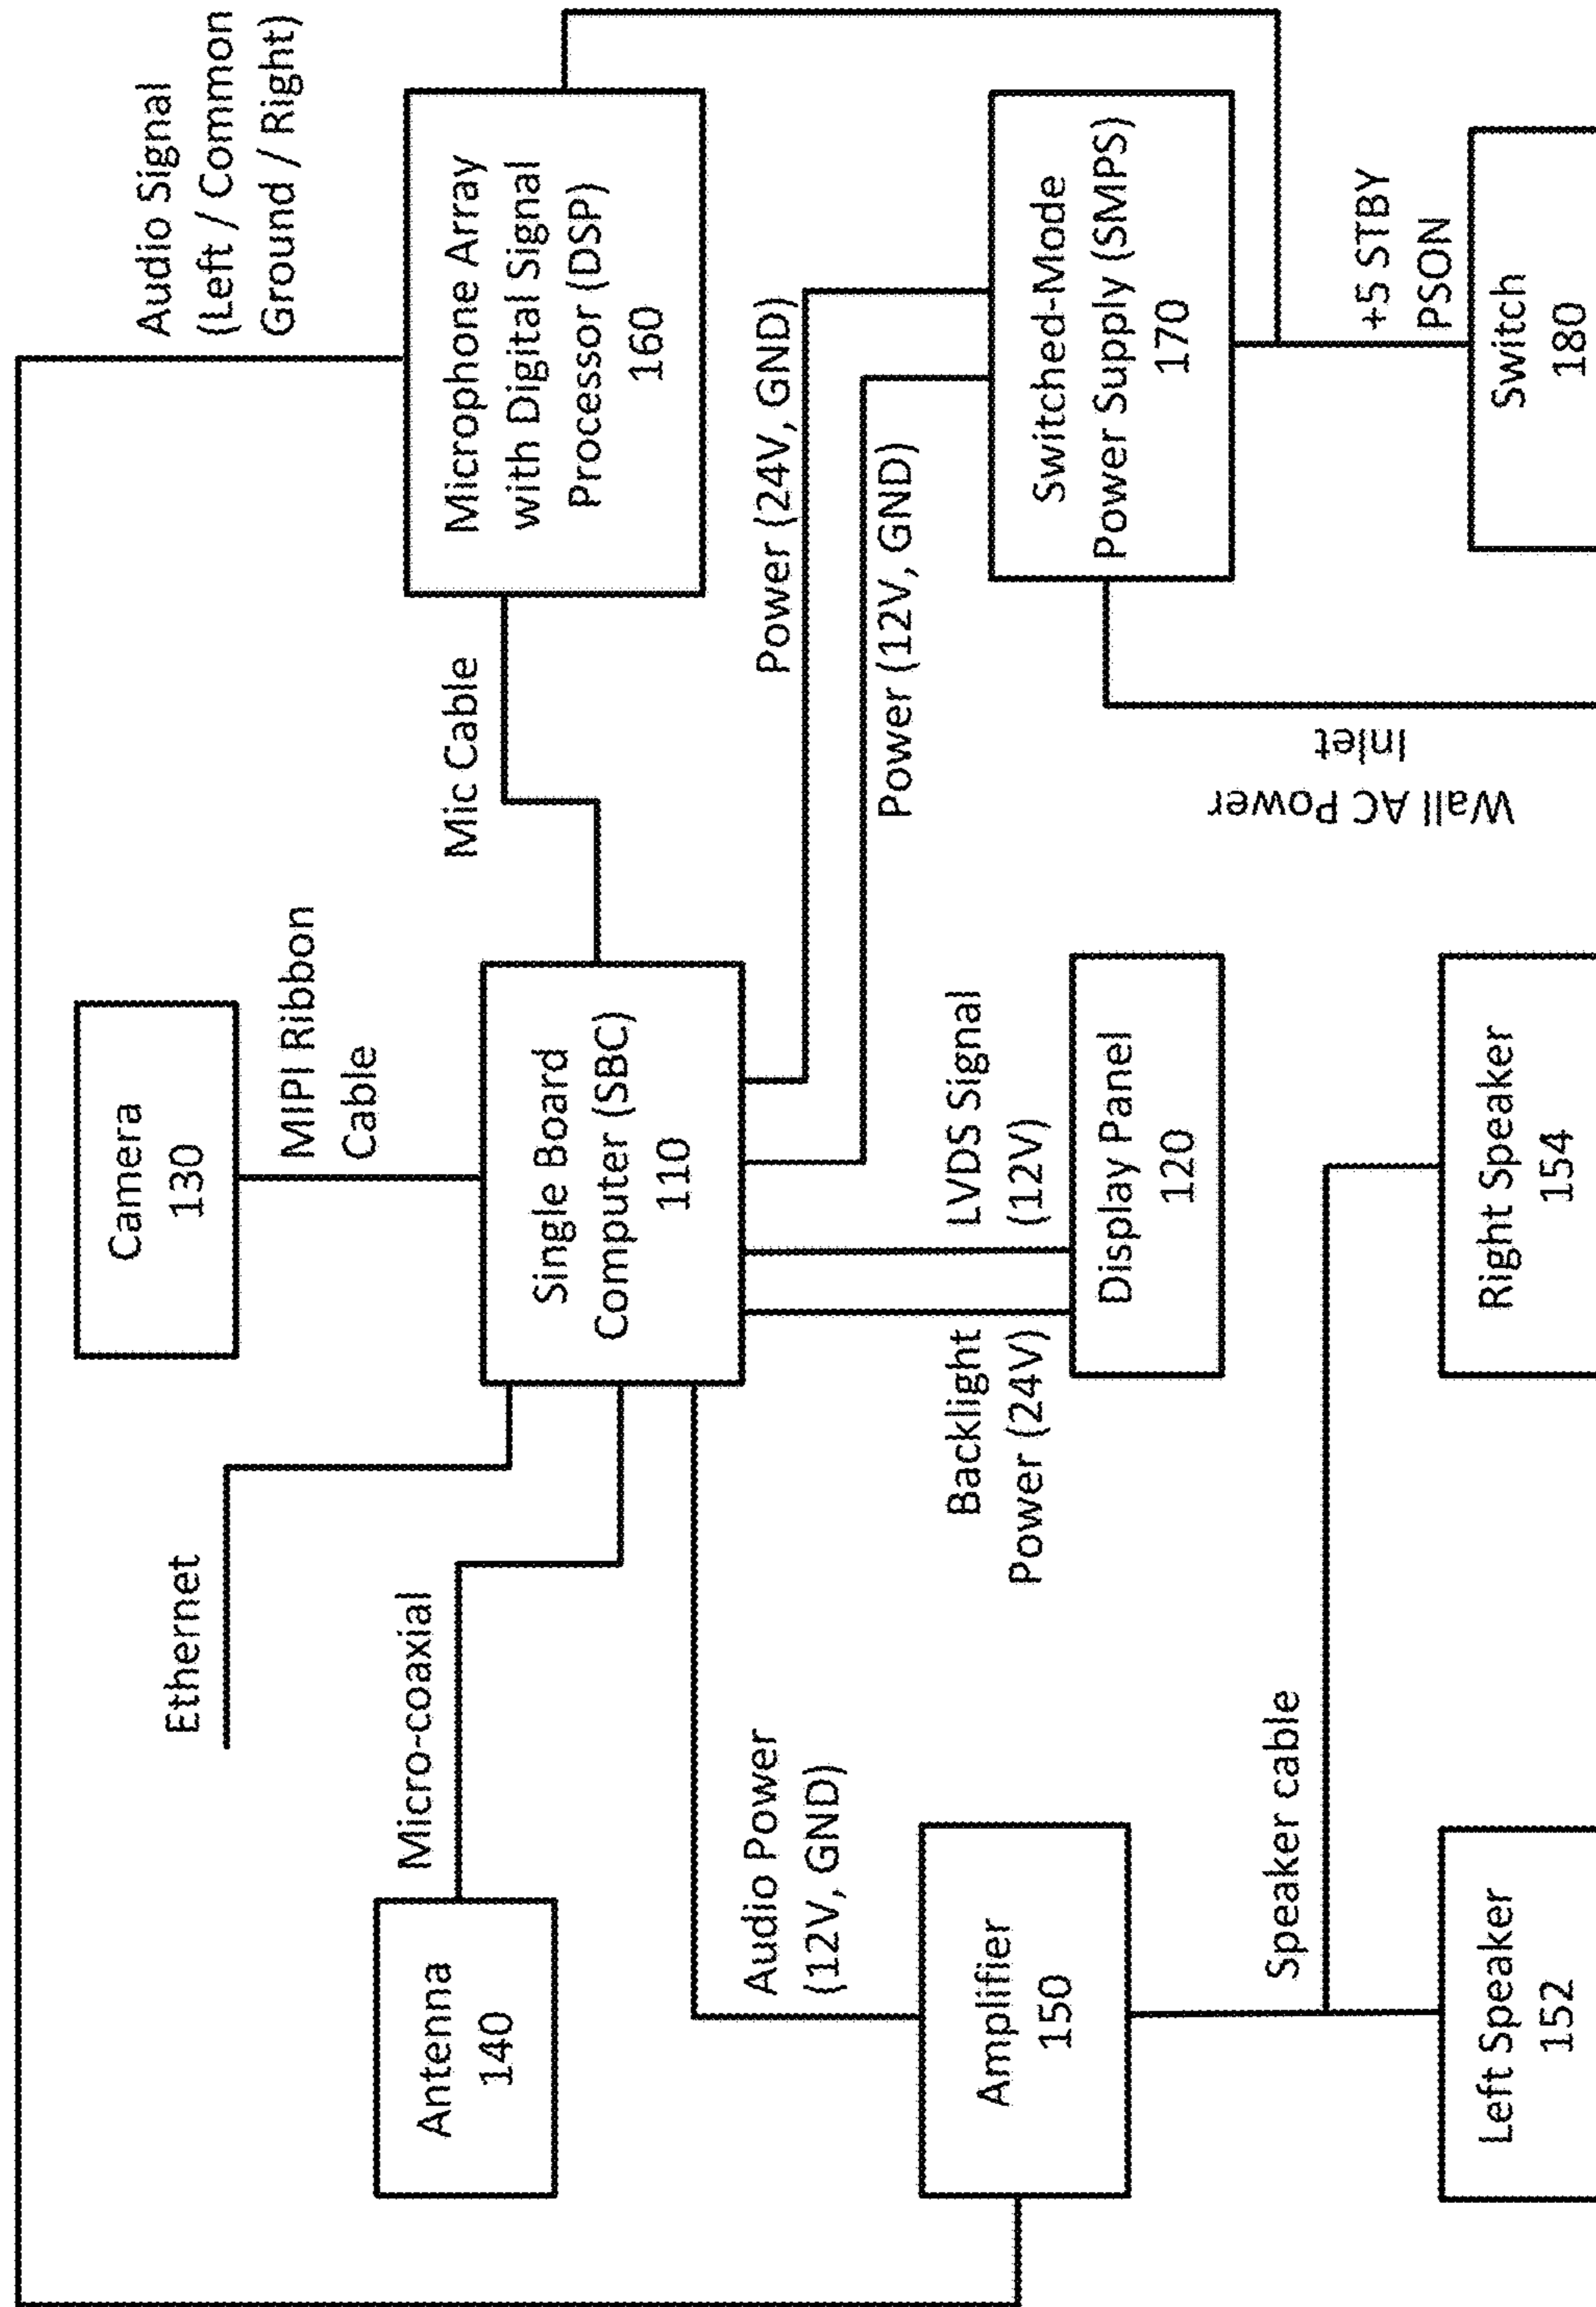 Audio Signal
(Left / Common
Ground / Right)
Camera
130
MIPI Ribbon
Cable
Ethernet
Micro-coaxial
Antenna
140
Single Board
Computer (SBC)
110
Mic Cable
Microphone Array
with Digital Signal
Processor (DSP)
160
Audio Power
(12V, GND)
Power (24V, GND)
Power (12V, GND)
Amplifier
150
Backlight
Power (24V)
LVDS Signal
(12V)
Display Panel
120
Switched-Mode
Power Supply (SMPS)
170
Wall AC Power
Inlet
+5 STBY
PSON
Speaker cable
Left Speaker
152
Right Speaker
154
Switch
180